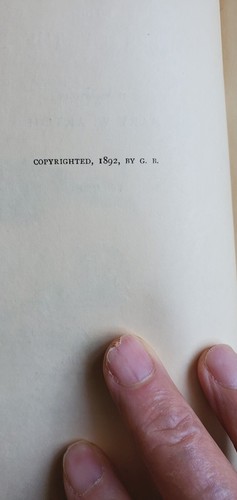 COPYRIGHTED, 1892, BY G. B.